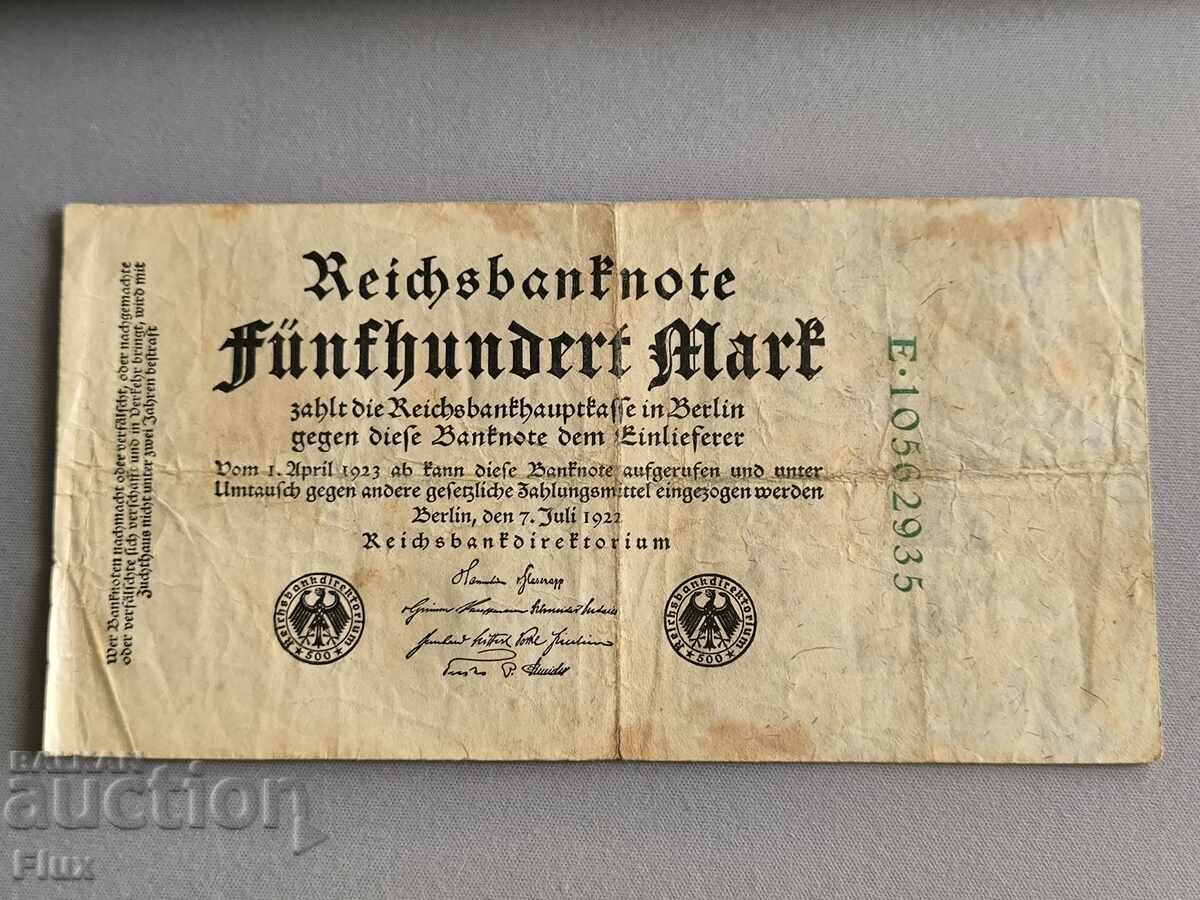 Wer Banknoten nachmacht oder verfälscht, oder nachgemachte
oder verfälschte sich verschafft und in Verkehr bringt, wird mit
Zuchthaus nicht unter zwei Jahren bestraft
Reichsbanknote
Fünfhundert Mark
zahlt die Reichsbankhauptkasse in Berlin
gegen diese Banknote dem Einlieferer
Vom 1. April 1923 ab kann diese Banknote aufgerufen und unter
Umtausch gegen andere gesetzliche Zahlungsmittel eingezogen werden
Berlin, den 7. Juli 1922
Reichsbankdirektorium
Reichsbankdirektorium
500
Reichsbankdirektorium
500
E·10562935
BALKAN
auction
Flux